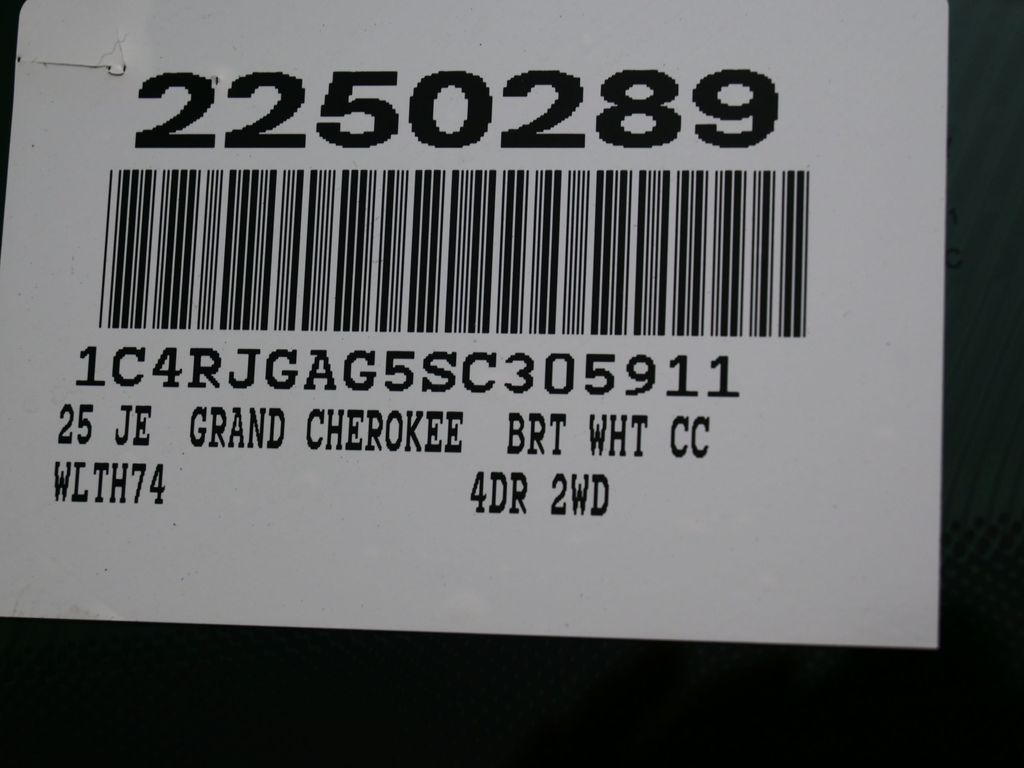 2250289
1C4RJGAG5SC305911
25 JE GRAND CHEROKEE BRT WHT CC
WLTH74 4DR 2WD